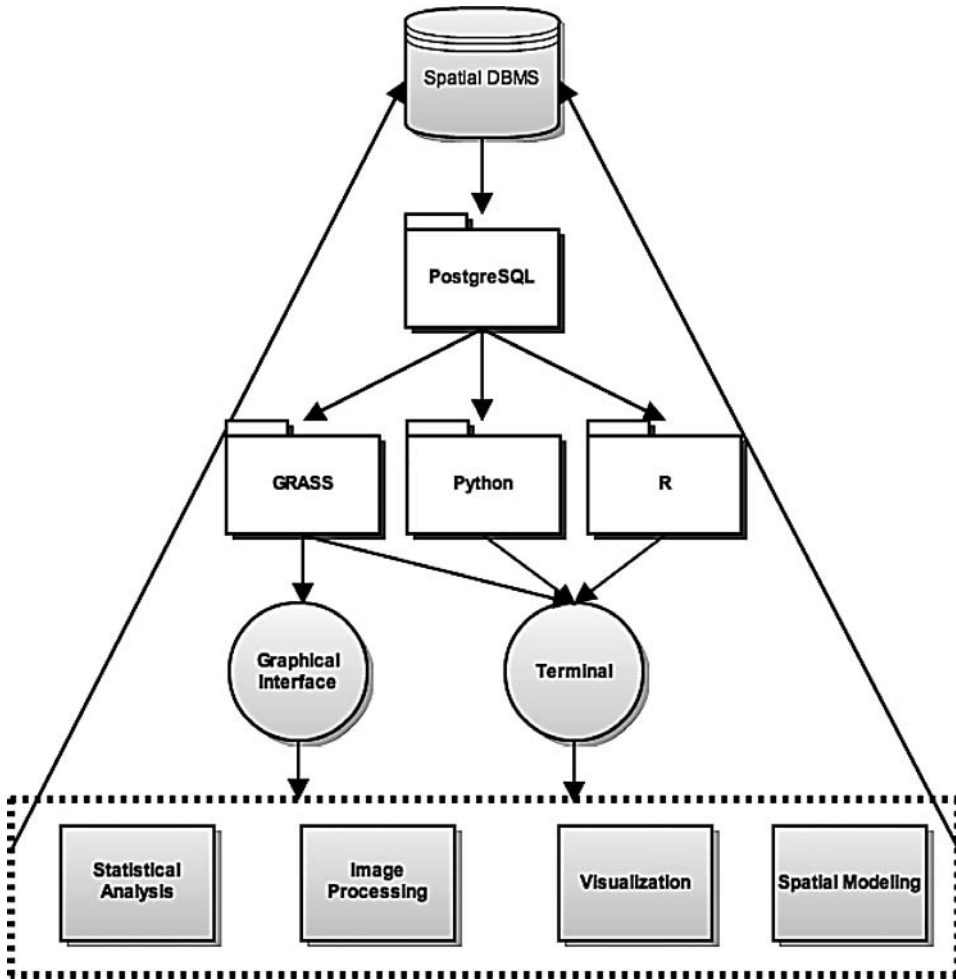 Spatial DBMS
PostgreSQL
GRASS
Python
R
Graphical
Interface
Terminal
Statistical
Analysis
Image
Processing
Visualization
Spatial Modeling